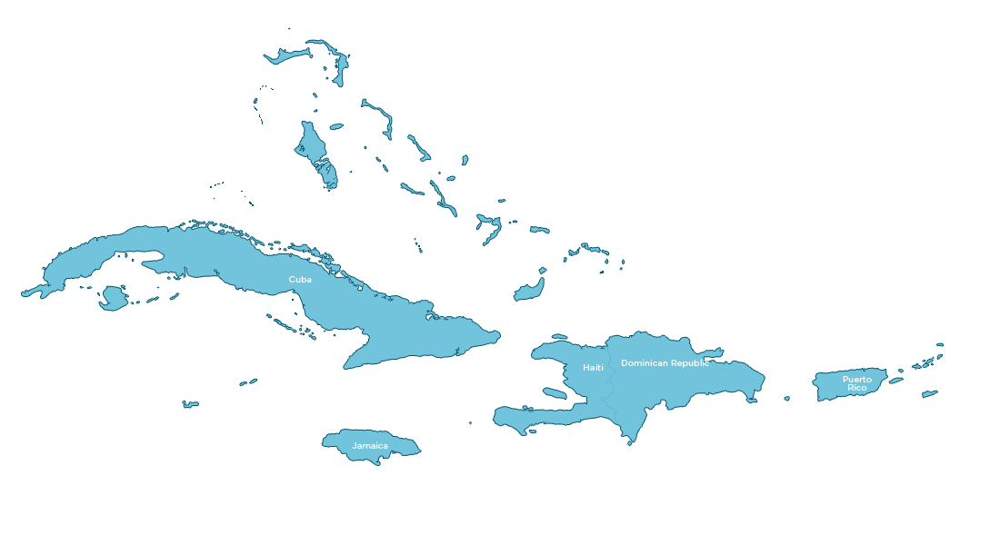 Cuba
Haiti
Dominican Republic
Puerto
Rico
Jamaica